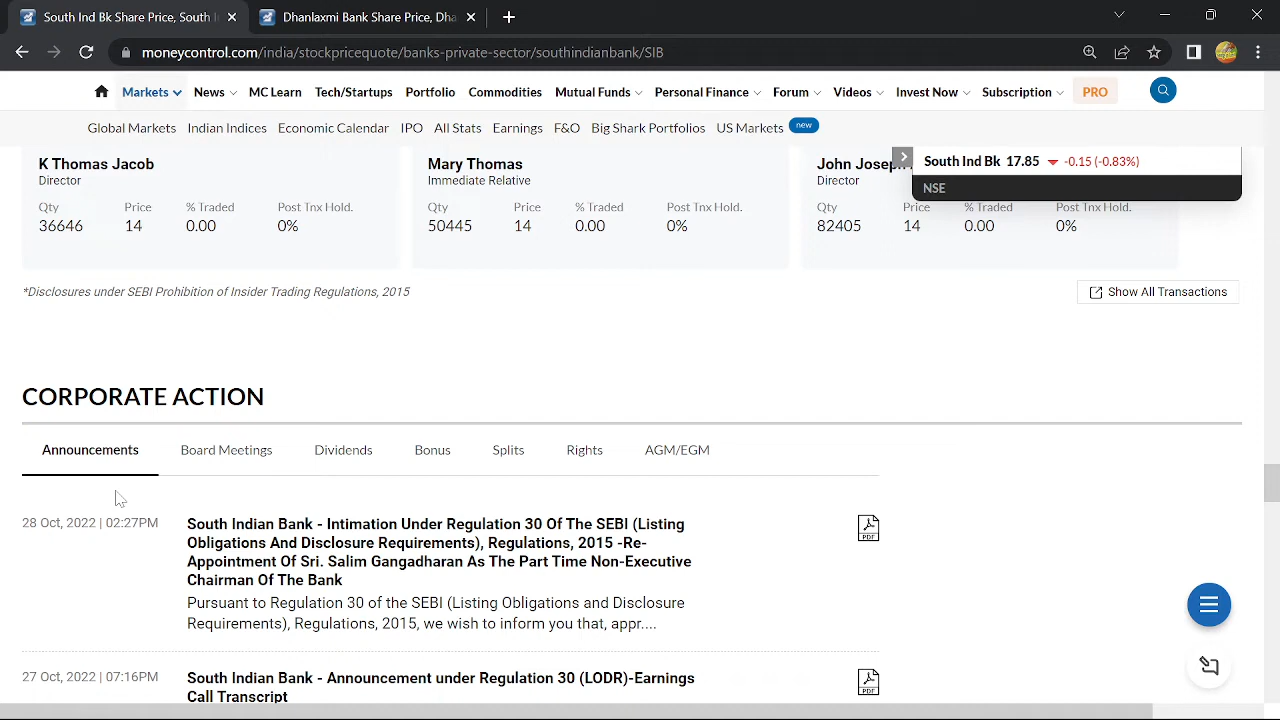 South Ind Bk Share Price, South I
Dhanlaxmi Bank Share Price, Dha
moneycontrol.com/india/stockpricequote/banks-private-sector/southindianbank/SIB
Markets News MC Learn Tech/Startups Portfolio Commodities Mutual Funds Personal Finance Forum Videos Invest Now Subscription PRO
Global Markets Indian Indices Economic Calendar IPO All Stats Earnings F&O Big Shark Portfolios US Markets new
South Ind Bk 17.85 -0.15 (-0.83%)
NSE
K Thomas Jacob
Director
Qty Price % Traded Post Tnx Hold.
36646 14 0.00 0%
Mary Thomas
Immediate Relative
Qty Price % Traded Post Tnx Hold.
50445 14 0.00 0%
John Joseph
Director
Qty Price % Traded Post Tnx Hold.
82405 14 0.00 0%
*Disclosures under SEBI Prohibition of Insider Trading Regulations, 2015
Show All Transactions
CORPORATE ACTION
Announcements Board Meetings Dividends Bonus Splits Rights AGM/EGM
28 Oct, 2022 | 02:27PM
South Indian Bank - Intimation Under Regulation 30 Of The SEBI (Listing
Obligations And Disclosure Requirements), Regulations, 2015 -Re-
Appointment Of Sri. Salim Gangadharan As The Part Time Non-Executive
Chairman Of The Bank
Pursuant to Regulation 30 of the SEBI (Listing Obligations and Disclosure
Requirements), Regulations, 2015, we wish to inform you that, appr....
PDF
27 Oct, 2022 | 07:16PM
South Indian Bank - Announcement under Regulation 30 (LODR)-Earnings
Call Transcript
PDF